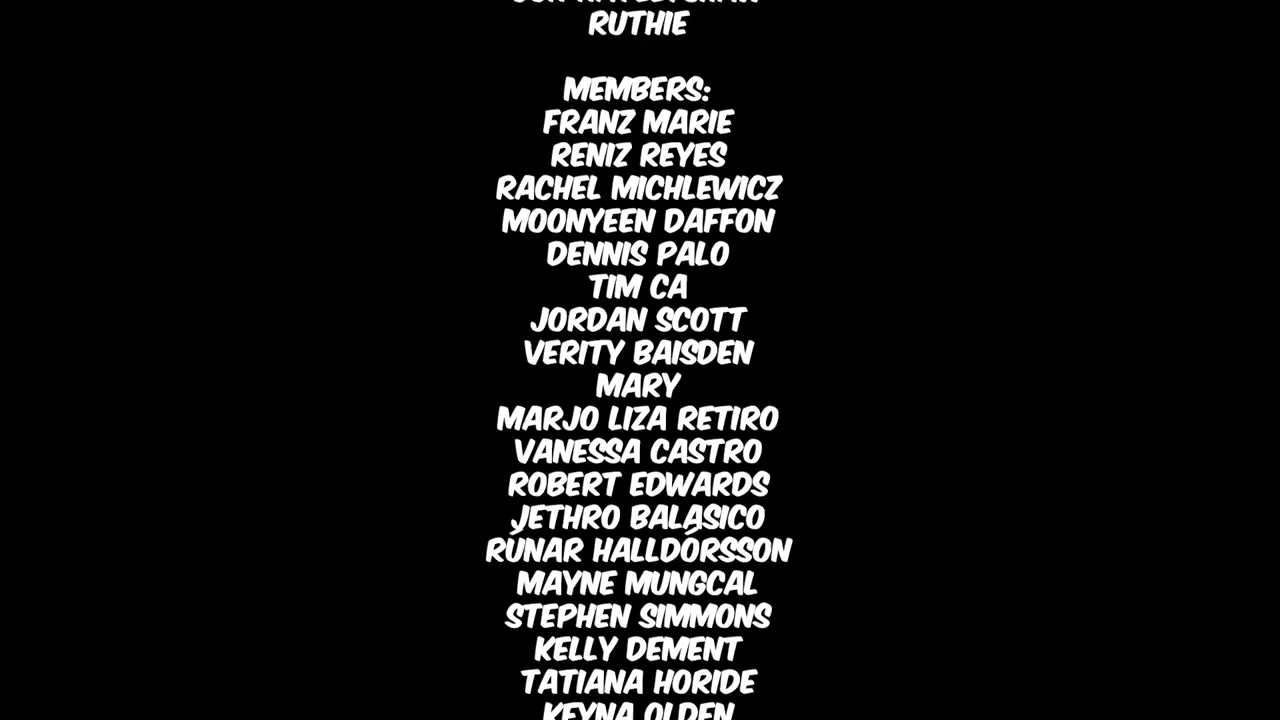 RUTHIE
MEMBERS:
FRANZ MARIE
RENIZ REYES
RACHEL MICHLEWICZ
MOONYEEN DAFFON
DENNIS PALO
TIM CA
JORDAN SCOTT
VERITY BAISDEN
MARY
MARJO LIZA RETIRO
VANESSA CASTRO
ROBERT EDWARDS
JETHRO BALASICO
RÚNAR HALLDÓRSSON
MAYNE MUNGCAL
STEPHEN SIMMONS
KELLY DEMENT
TATIANA HORIDE
KEYNA OLDEN